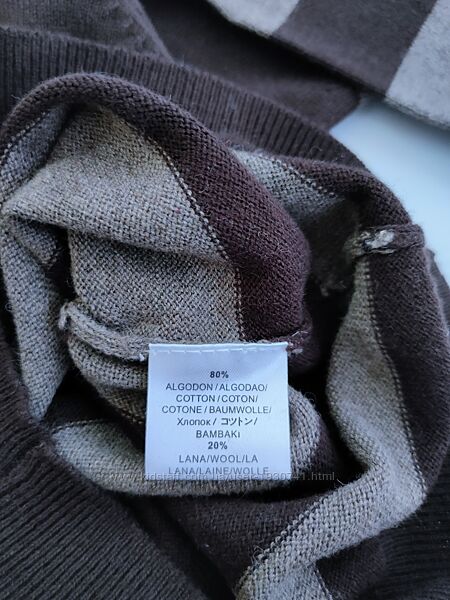 80%
ALGODON/ALGODAO/
COTTON/COTON/
COTONE/BAUMWOLLE/
Хлопок/コットン/
BAMBAKI
20%
LANA/WOOL/LA
LANA/LAINE/WOLLE